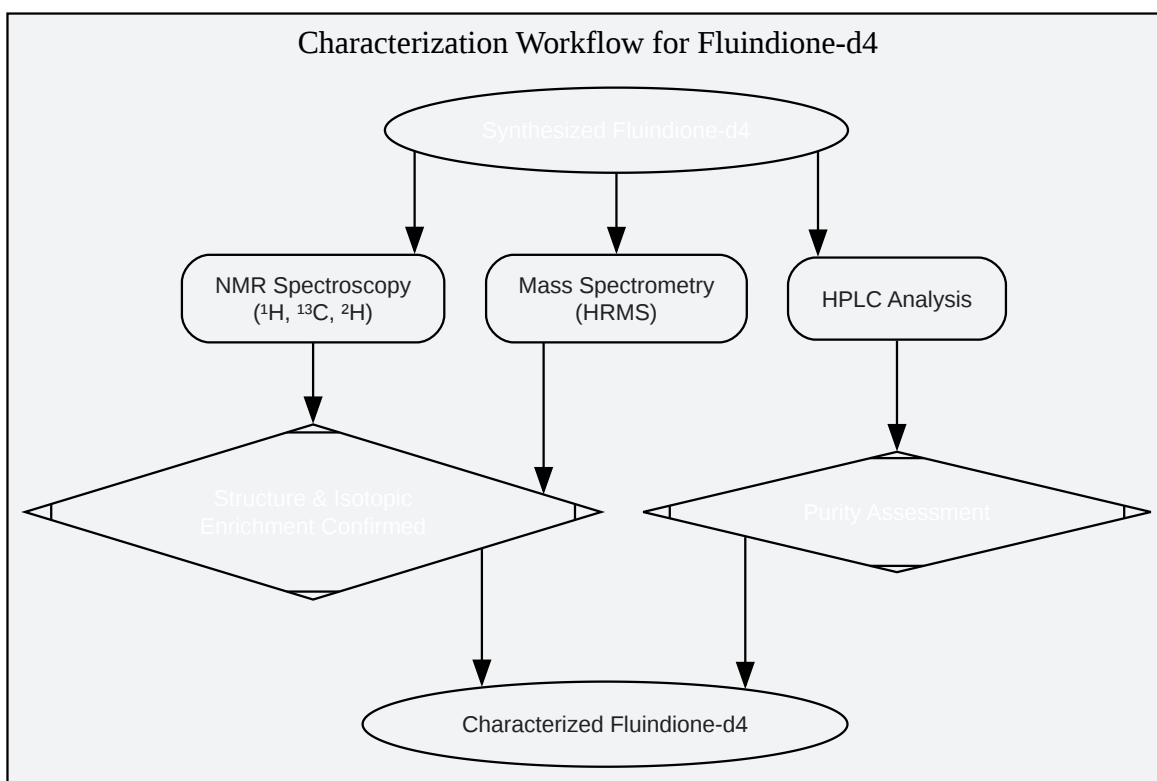 Characterization Workflow for Fluindione-d4
Synthesized Fluindione-d4
NMR Spectroscopy
(¹H, ¹³C, ²H)
Mass Spectrometry
(HRMS)
HPLC Analysis
Structure & Isotopic
Enrichment Confirmed
Purity Assessment
Characterized Fluindione-d4